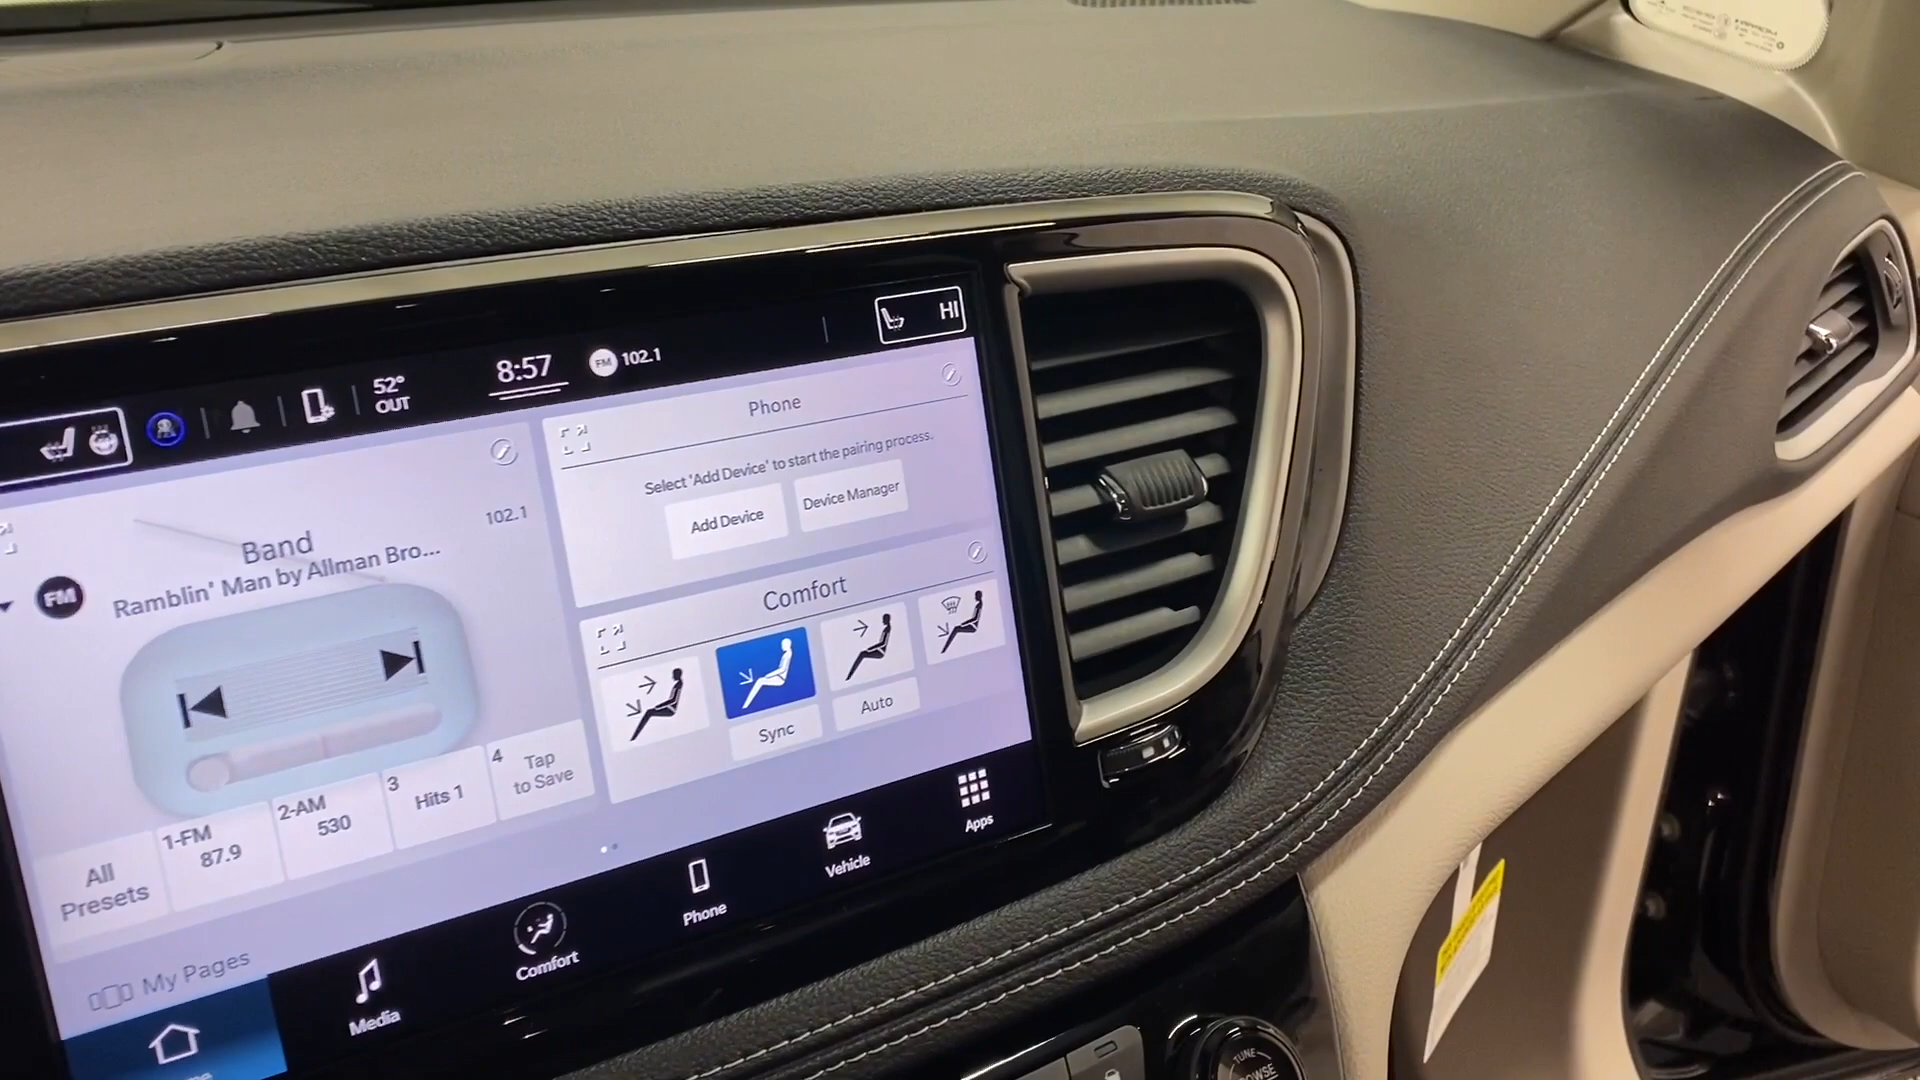 HI
8:57
FM
102.1
52°
OUT
Phone
Select 'Add Device' to start the pairing process.
Add Device
Device Manager
102.1
Band
Ramblin' Man by Allman Bro...
FM
Comfort
Sync
Auto
All
Presets
1-FM
87.9
2-AM
530
3
Hits 1
4
Tap
to Save
My Pages
Media
Comfort
Phone
Vehicle
Apps
TUNE
BROWSE